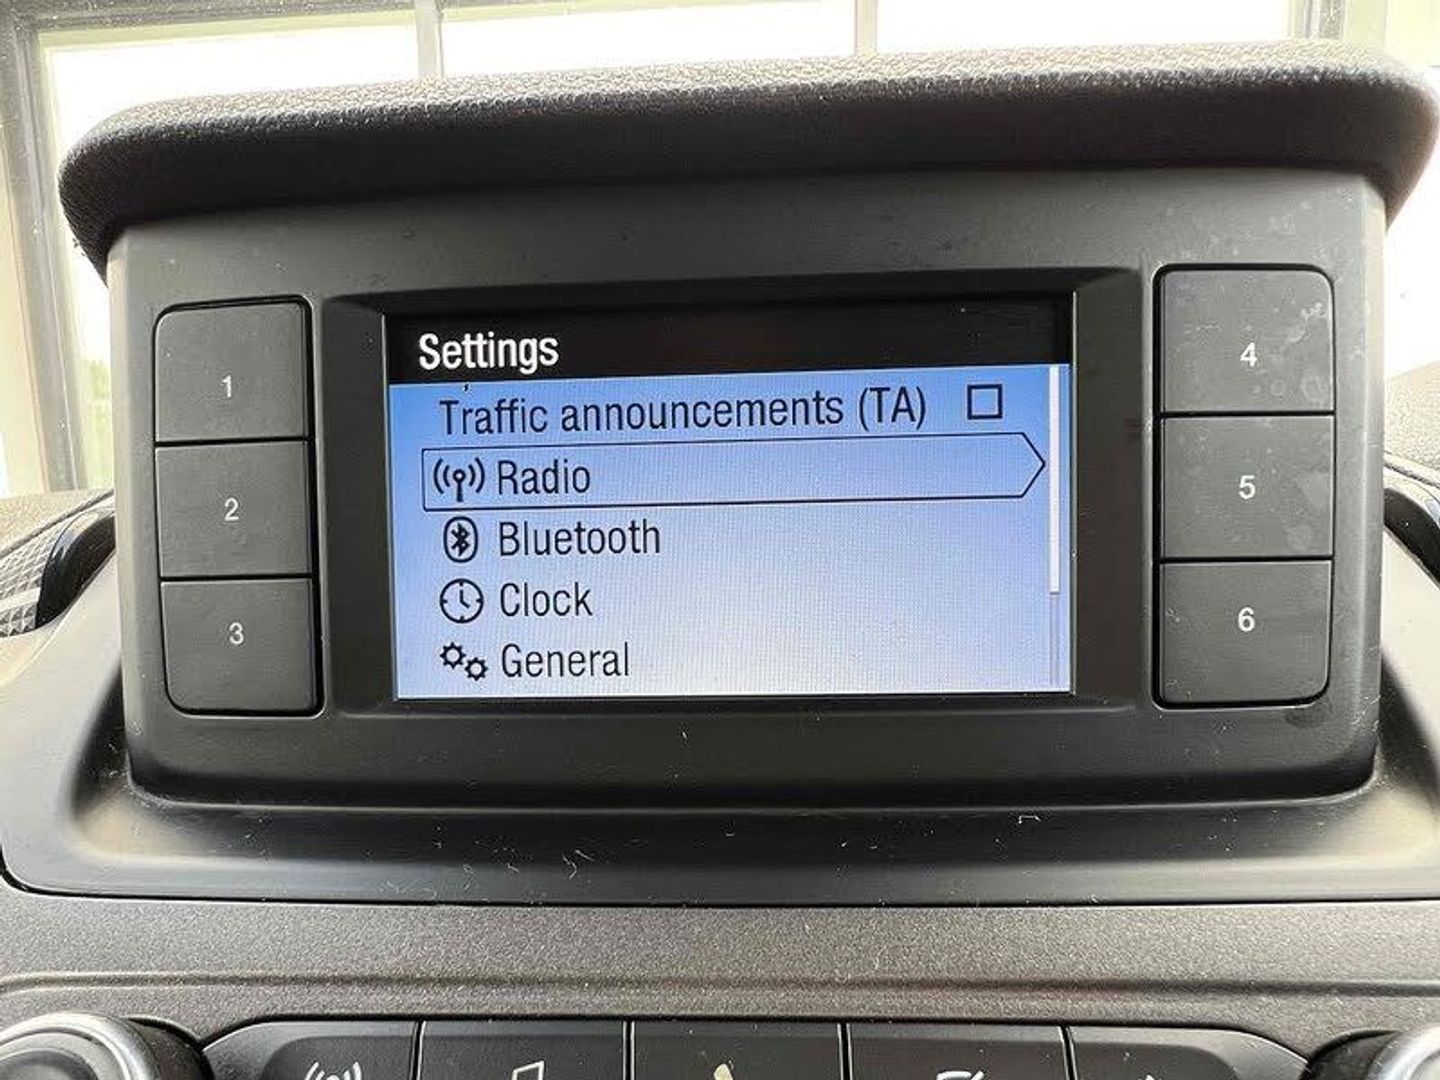 Settings
Traffic announcements (TA)
Radio
Bluetooth
Clock
General
1
2
3
4
5
6